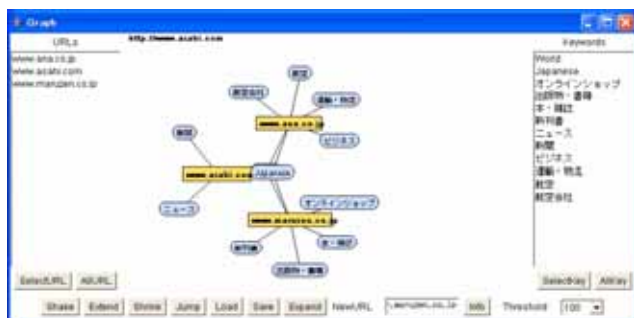 Graph
URLs
http://www.asahi.com
Keywords
www.ana.co.jp
www.asahi.com
www.maruzen.co.jp
World
Japanese
オンラインショップ
出版物・書籍
本・雑誌
新刊書
ニュース
新聞
ビジネス
運輸・物流
航空
航空会社
航空
航空会社
運輸・物流
www.ana.co.jp
ビジネス
新聞
www.asahi.com
Japanese
ニュース
オンラインショップ
www.maruzen.co.jp
新刊書
本・雑誌
出版物・書籍
SelectURL AllURL
SelectKey AllKey
Shake Extend Shrink Jump Load Save Expand NewURL maruzen.co.jp Info Threshold 100